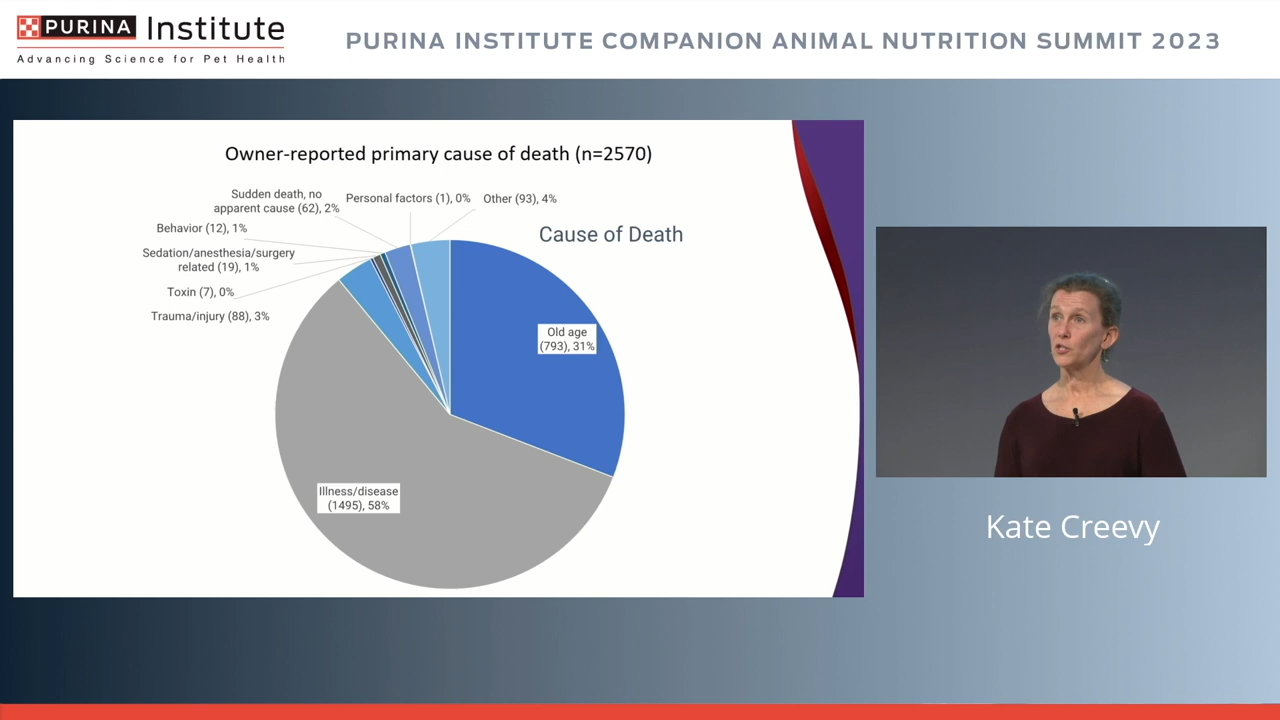 PURINA Institute
Advancing Science for Pet Health
PURINA INSTITUTE COMPANION ANIMAL NUTRITION SUMMIT 2023
Owner-reported primary cause of death (n=2570)
Sudden death, no
apparent cause (62), 2%
Personal factors (1), 0%
Other (93), 4%
Behavior (12), 1%
Cause of Death
Sedation/anesthesia/surgery
related (19), 1%
Toxin (7), 0%
Trauma/injury (88), 3%
Old age
(793), 31%
Illness/disease
(1495), 58%
Kate Creevy